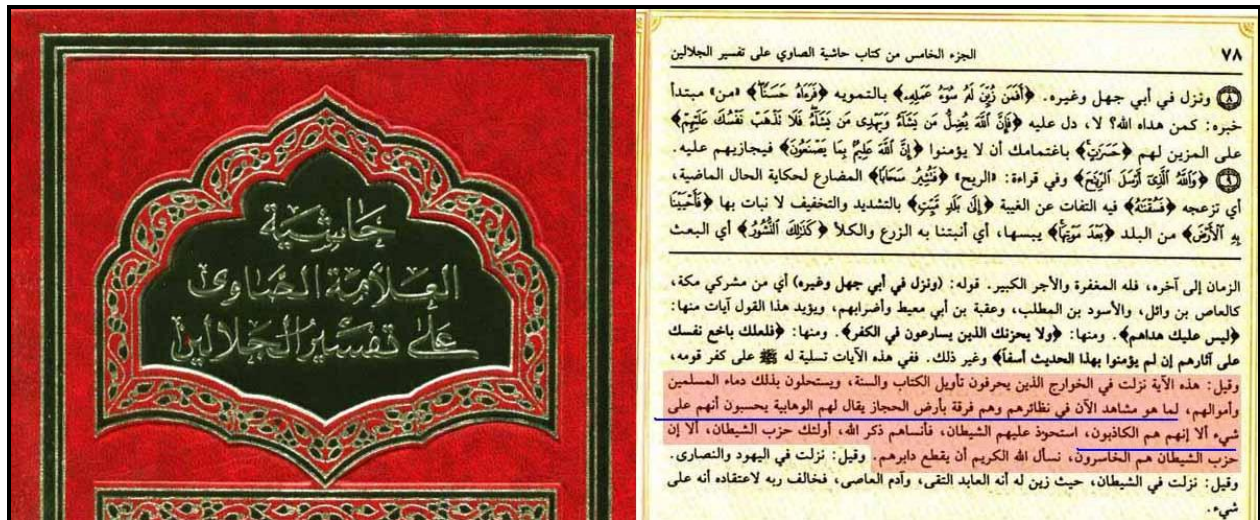 حاشية
العلامة الصاوي
على تفسير الجلالين
٧٨
الجزء الخامس من كتاب حاشية الصاوي على تفسير الجلالين
٨ ونزل في أبي جهل وغيره. ﴿أَفَمَن زُيِّنَ لَهُ سُوءُ عَمَلِهِ﴾ بالتمويه ﴿فَرَءَاهُ حَسَنًا﴾ «من» مبتدأ
خبره: كمن هداه الله؟ لا، دل عليه ﴿فَإِنَّ اللَّهَ يُضِلُّ مَن يَشَآءُ وَيَهْدِى مَن يَشَآءُ فَلَا نَذْهَبْ نَفْسُكَ عَلَيْهِمْ﴾
على المزين لهم ﴿حَسَرَٰتٍ﴾ باغتمامك أن لا يؤمنوا ﴿إِنَّ اللَّهَ عَلِيمٌ بِمَا يَصْنَعُونَ﴾ فيجازيهم عليه.
٩ ﴿وَاللَّهُ الَّذِىٓ أَرْسَلَ الرِّيَٰحَ﴾ وفي قراءة: «الريح» ﴿فَتُثِيرُ سَحَابًا﴾ المضارع لحكاية الحال الماضية،
أي تزعجه ﴿فَسُقْنَٰهُ﴾ فيه التفات عن الغيبة ﴿إِلَىٰ بَلَدٍ مَّيِّتٍ﴾ بالتشديد والتخفيف لا نبات بها ﴿فَأَحْيَيْنَا
بِهِ الْأَرْضَ﴾ من البلد ﴿بَعْدَ مَوْتِهَا﴾ يبسها، أي أنبتنا به الزرع والكلأ ﴿كَذَٰلِكَ النُّشُورُ﴾ أي البعث
الزمان إلى آخره، فله المغفرة والأجر الكبير. قوله: (ونزل في أبي جهل وغيره) أي من مشركي مكة،
كالعاص بن وائل، والأسود بن المطلب، وعقبة بن أبي معيط وأضرابهم، ويؤيد هذا القول آيات منها:
﴿ليس عليك هداهم﴾. ومنها: ﴿ولا يحزنك الذين يسارعون في الكفر﴾. ومنها: ﴿فلعلك باخع نفسك
على آثارهم إن لم يؤمنوا بهذا الحديث أسفاً﴾ وغير ذلك. ففي هذه الآيات تسلية له ﷺ على كفر قومه،
وقيل: هذه الآية نزلت في الخوارج الذين يحرفون تأويل الكتاب والسنة، ويستحلون بذلك دماء المسلمين
وأموالهم، لما هو مشاهد الآن في نظائرهم وهم فرقة بأرض الحجاز يقال لهم الوهابية يحسبون أنهم على
شيء ألا إنهم هم الكاذبون، استحوذ عليهم الشيطان، فأنساهم ذكر الله، أولئك حزب الشيطان، ألا إن
حزب الشيطان هم الخاسرون، نسأل الله الكريم أن يقطع دابرهم. وقيل: نزلت في اليهود والنصارى.
وقيل: نزلت في الشيطان، حيث زين له أنه العابد التقى، وآدم العاصي، فخالف ربه لاعتقاده أنه على
شيء.